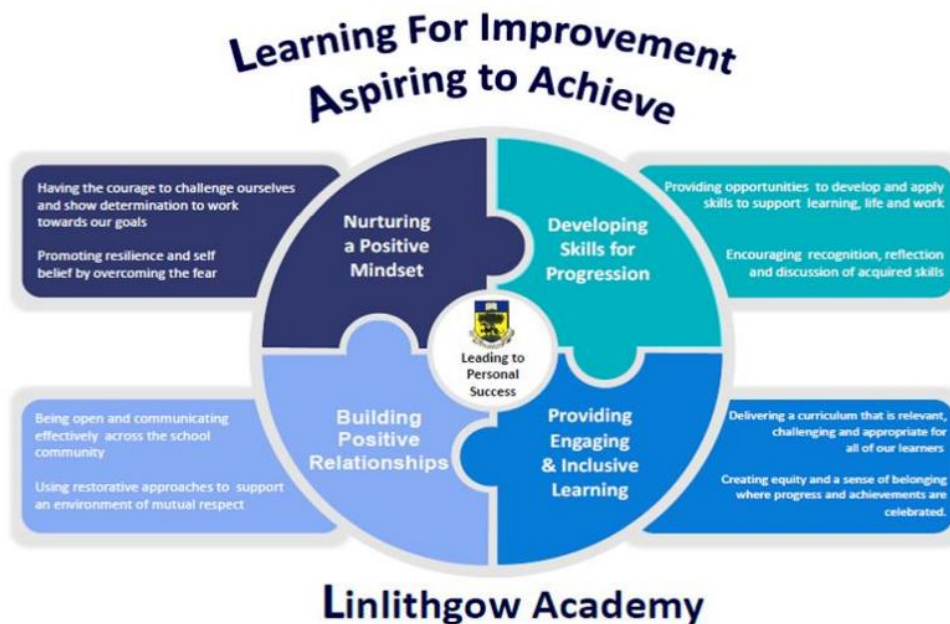 Learning For Improvement
Aspiring to Achieve
Having the courage to challenge ourselves
and show determination to work
towards our goals
Promoting resilience and self
belief by overcoming the fear
Nurturing
a Positive
Mindset
Developing
Skills for
Progression
Providing opportunities to develop and apply
skills to support learning, life and work
Encouraging recognition, reflection
and discussion of acquired skills
Leading to
Personal
Success
Being open and communicating
effectively across the school
community
Using restorative approaches to support
an environment of mutual respect
Building
Positive
Relationships
Providing
Engaging
& Inclusive
Learning
Delivering a curriculum that is relevant,
challenging and appropriate for
all of our learners
Creating equity and a sense of belonging
where progress and achievements are
celebrated.
Linlithgow Academy